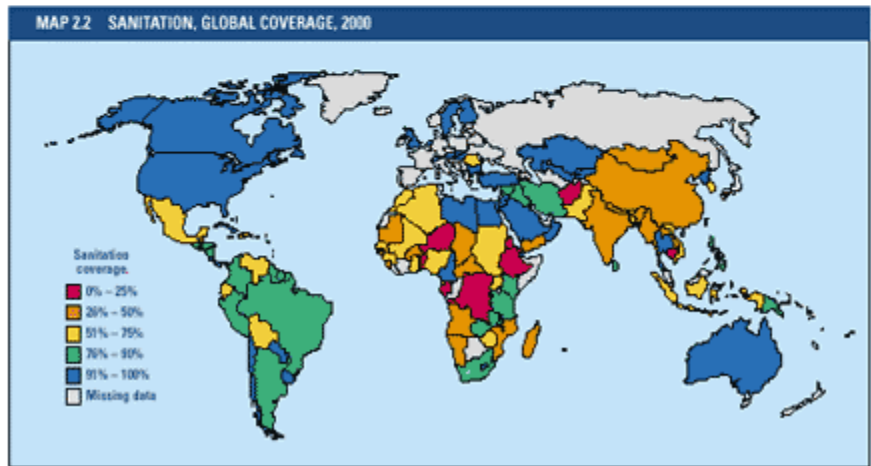 MAP 2.2 SANITATION, GLOBAL COVERAGE, 2000
Sanitation
coverage.
0% – 25%
26% – 50%
51% – 75%
76% – 90%
91% – 100%
Missing data